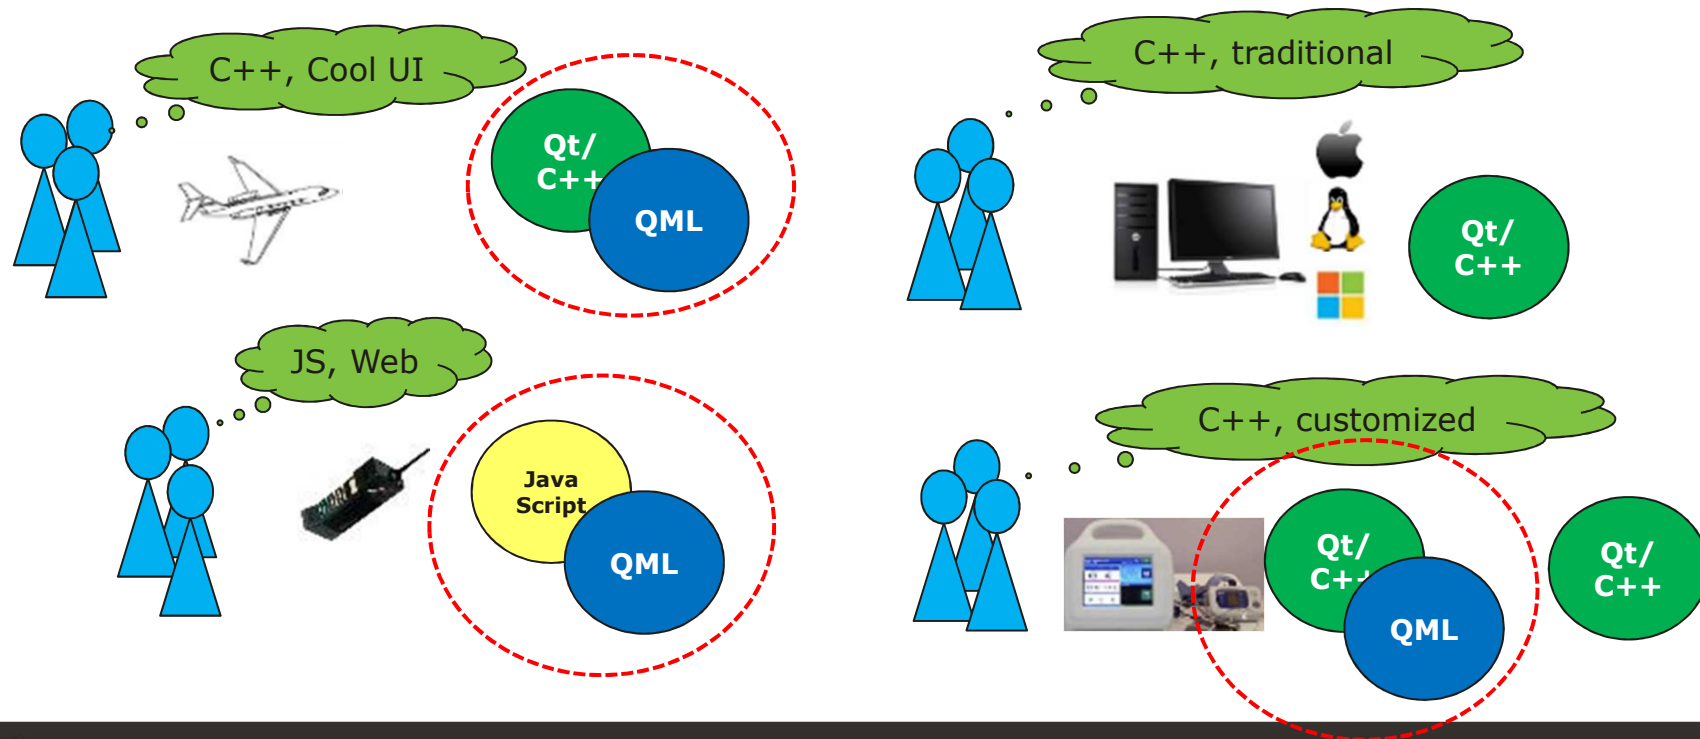 C++, Cool UI
Qt/
C++
QML
C++, traditional
Qt/
C++
JS, Web
Java
Script
QML
C++, customized
Qt/
C++
QML
Qt/
C++